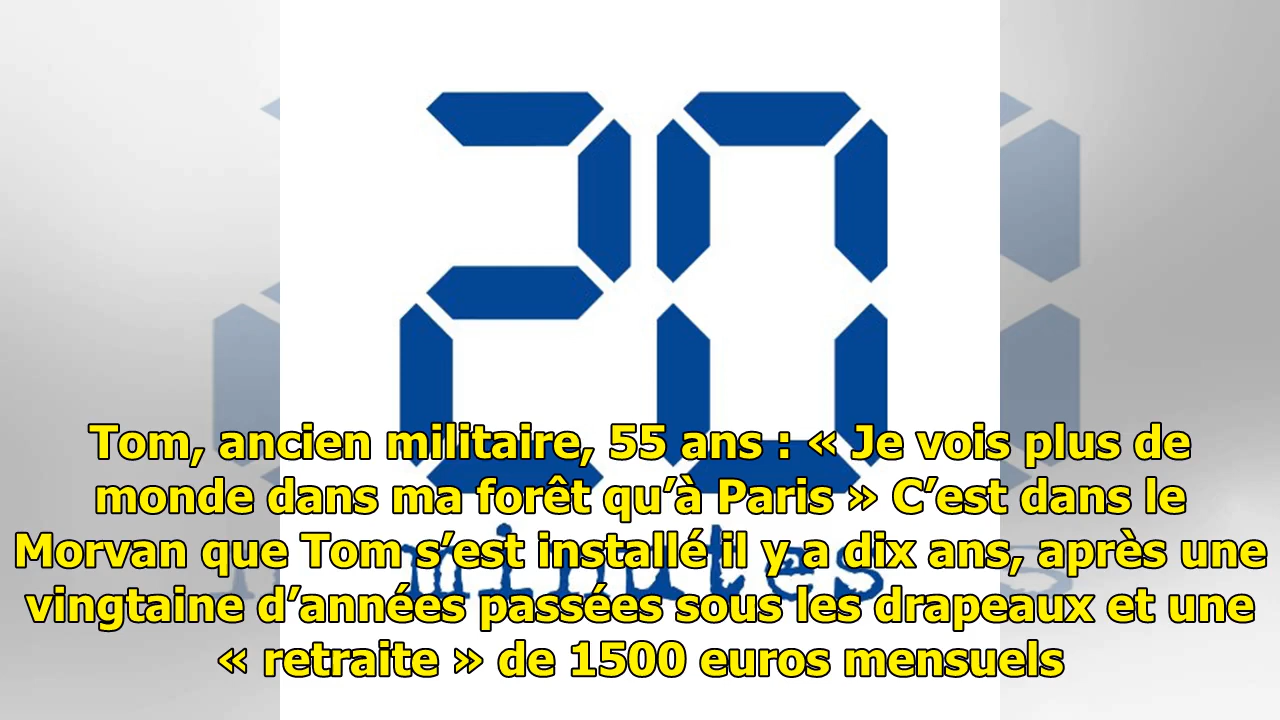 20
minutes
Tom, ancien militaire, 55 ans : « Je vois plus de
monde dans ma forêt qu’à Paris » C’est dans le
Morvan que Tom s’est installé il y a dix ans, après une
vingtaine d’années passées sous les drapeaux et une
« retraite » de 1500 euros mensuels